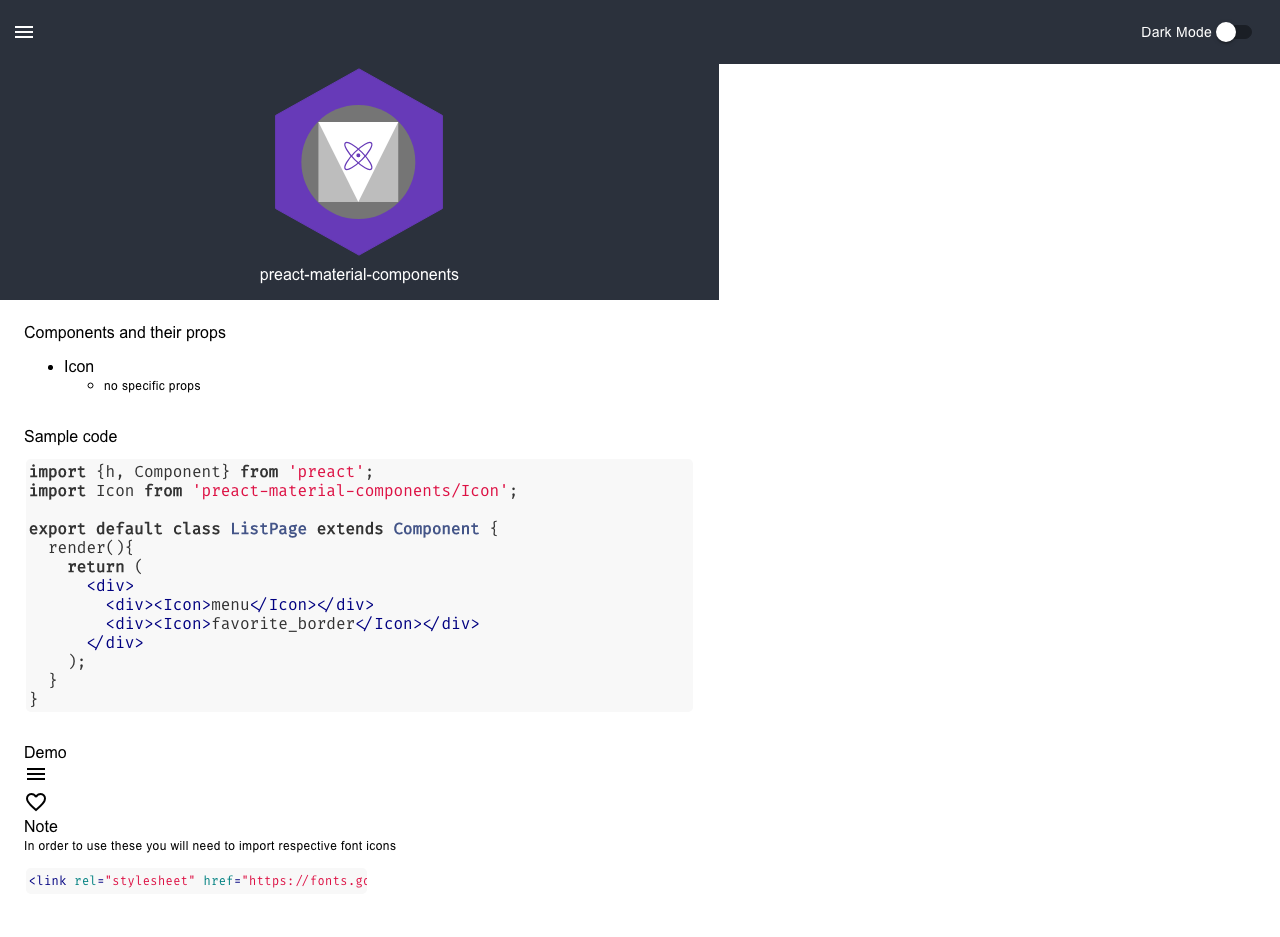 Dark Mode
preact-material-components
Components and their props
Icon
no specific props
Sample code
import {h, Component} from 'preact';
import Icon from 'preact-material-components/Icon';
export default class ListPage extends Component {
render(){
return (
<div>
<div><Icon>menu</Icon></div>
<div><Icon>favorite_border</Icon></div>
</div>
);
}
}
Demo
Note
In order to use these you will need to import respective font icons
<link rel="stylesheet" href="https://fonts.go